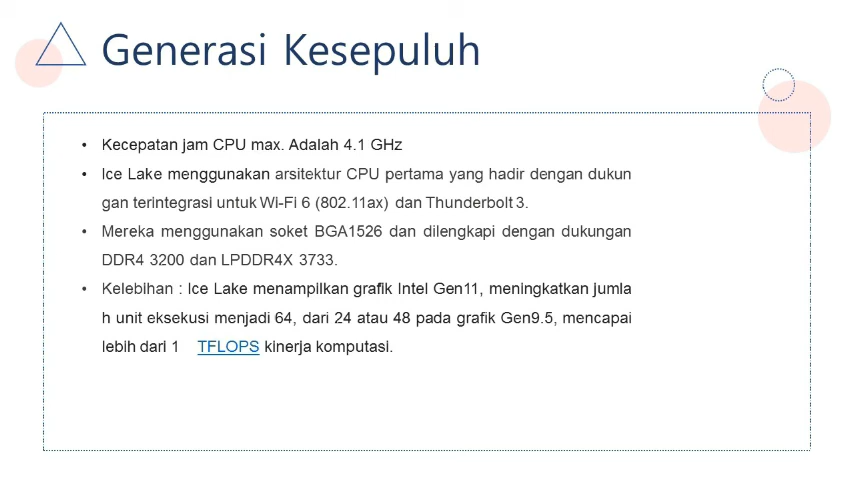 Generasi Kesepuluh
• Kecepatan jam CPU max. Adalah 4.1 GHz
• Ice Lake menggunakan arsitektur CPU pertama yang hadir dengan dukun
gan terintegrasi untuk Wi-Fi 6 (802.11ax) dan Thunderbolt 3.
• Mereka menggunakan soket BGA1526 dan dilengkapi dengan dukungan
DDR4 3200 dan LPDDR4X 3733.
• Kelebihan : Ice Lake menampilkan grafik Intel Gen11, meningkatkan jumla
h unit eksekusi menjadi 64, dari 24 atau 48 pada grafik Gen9.5, mencapai
lebih dari 1 TFLOPS kinerja komputasi.